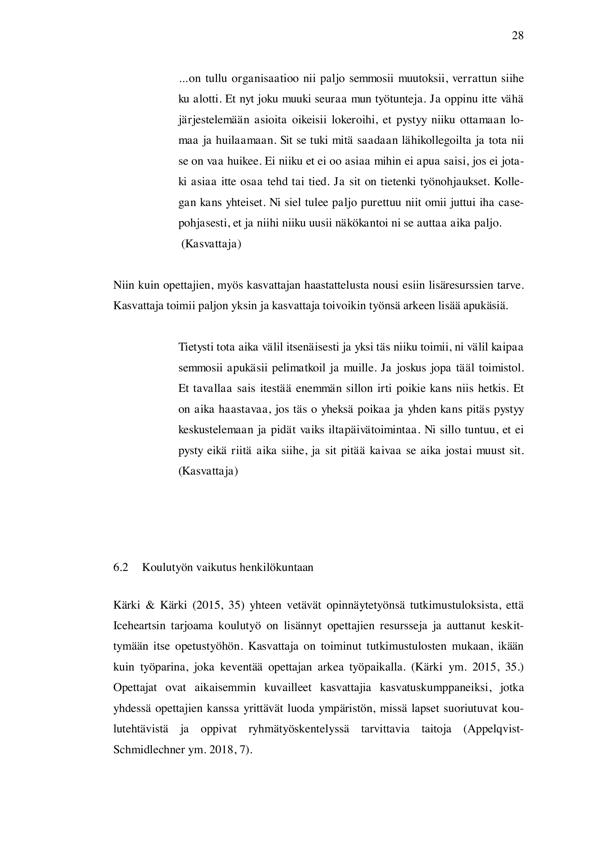 28
...on tullu organisaatioo nii paljo semmosii muutoksii, verrattun siihe
ku alotti. Et nyt joku muuki seuraa mun työtunteja. Ja oppinu itte vähä
järjestelemään asioita oikeisii lokeroihi, et pystyy niiku ottamaan lo-
maa ja huilaamaan. Sit se tuki mitä saadaan lähikollegoilta ja tota nii
se on vaa huikee. Ei niiku et ei oo asiaa mihin ei apua saisi, jos ei jota-
ki asiaa itte osaa tehd tai tied. Ja sit on tietenki työnohjaukset. Kolle-
gan kans yhteiset. Ni siel tulee paljo purettuu niit omii juttui iha case-
pohjasesti, et ja niihi niiku uusii näkökantoi ni se auttaa aika paljo.
(Kasvattaja)
Niin kuin opettajien, myös kasvattajan haastattelusta nousi esiin lisäresurssien tarve.
Kasvattaja toimii paljon yksin ja kasvattaja toivoikin työnsä arkeen lisää apukäsiä.
Tietysti tota aika välil itsenäisesti ja yksi täs niiku toimii, ni välil kaipaa
semmosii apukäsii pelimatkoil ja muille. Ja joskus jopa tääl toimistol.
Et tavallaa sais itestää enemmän sillon irti poikie kans niis hetkis. Et
on aika haastavaa, jos täs o yheksä poikaa ja yhden kans pitäs pystyy
keskustelemaan ja pidät vaiks iltapäivätoimintaa. Ni sillo tuntuu, et ei
pysty eikä riitä aika siihe, ja sit pitää kaivaa se aika jostai muust sit.
(Kasvattaja)
6.2 Koulutyön vaikutus henkilökuntaan
Kärki & Kärki (2015, 35) yhteen vetävät opinnäytetyönsä tutkimustuloksista, että
Iceheartsin tarjoama koulutyö on lisännyt opettajien resursseja ja auttanut keskit-
tymään itse opetustyöhön. Kasvattaja on toiminut tutkimustulosten mukaan, ikään
kuin työparina, joka keventää opettajan arkea työpaikalla. (Kärki ym. 2015, 35.)
Opettajat ovat aikaisemmin kuvailleet kasvattajia kasvatuskumppaneiksi, jotka
yhdessä opettajien kanssa yrittävät luoda ympäristön, missä lapset suoriutuvat kou-
lutehtävistä ja oppivat ryhmätyöskentelyssä tarvittavia taitoja (Appelqvist-
Schmidlechner ym. 2018, 7).